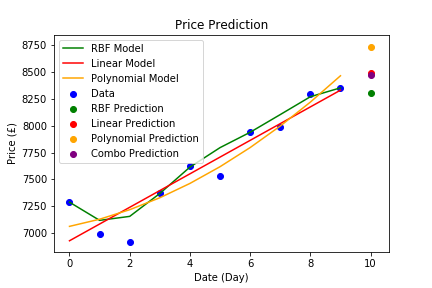 Price Prediction
8750
8500
8250
8000
7750
7500
7250
7000
Price (£)
RBF Model
Linear Model
Polynomial Model
Data
RBF Prediction
Linear Prediction
Polynomial Prediction
Combo Prediction
0 2 4 6 8 10
Date (Day)